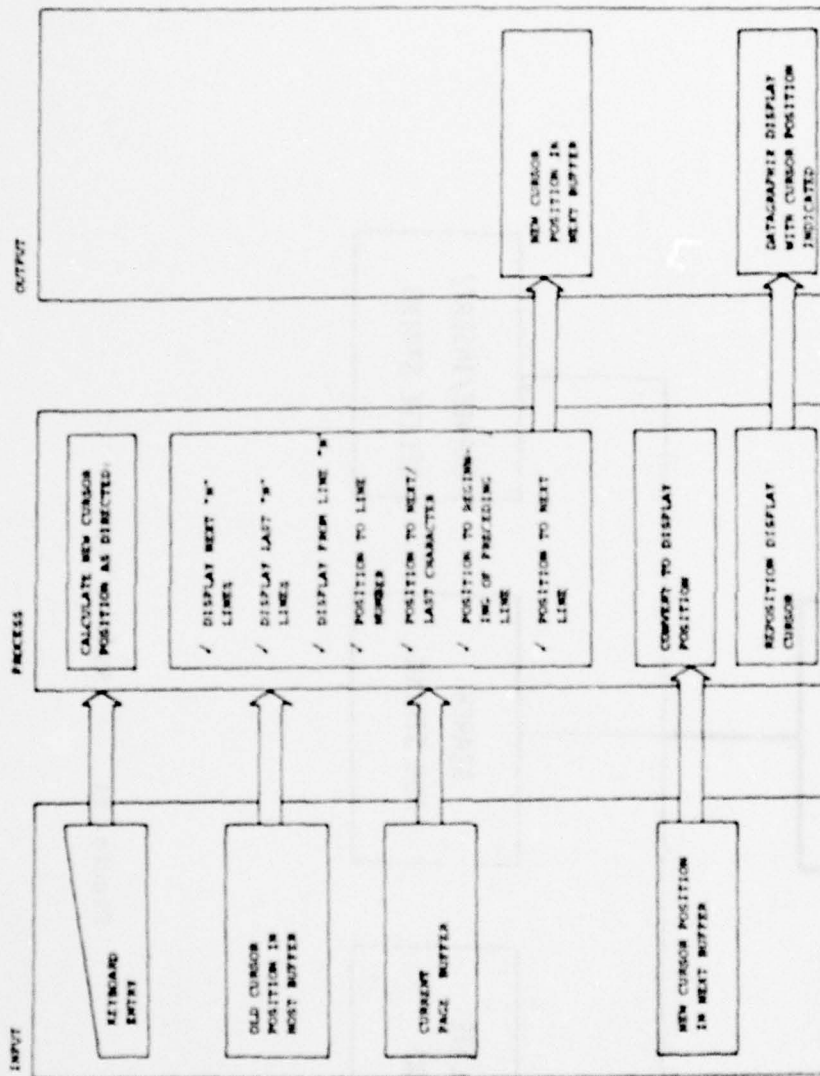 INPUT
KEYBOARD
ENTRY
OLD CURSOR
POSITION IN
HOST BUFFER
CURRENT
PAGE BUFFER
NEW CURSOR POSITION
IN NEXT BUFFER
PROCESS
CALCULATE NEW CURSOR
POSITION AS DIRECTED:
✓ DISPLAY NEXT "N"
LINES
✓ DISPLAY LAST "N"
LINES
✓ DISPLAY FROM LINE "N"
✓ POSITION TO LINE
NUMBER
✓ POSITION TO NEXT/
LAST CHARACTER
✓ POSITION TO BEGINN-
ING OF PRECEDING
LINE
✓ POSITION TO NEXT
LINE
CONVERT TO DISPLAY
POSITION
REPOSITION DISPLAY
CURSOR
OUTPUT
NEW CURSOR
POSITION IN
NEXT BUFFER
DATAGRAPHIX DISPLAY
WITH CURSOR POSITION
INDICATED